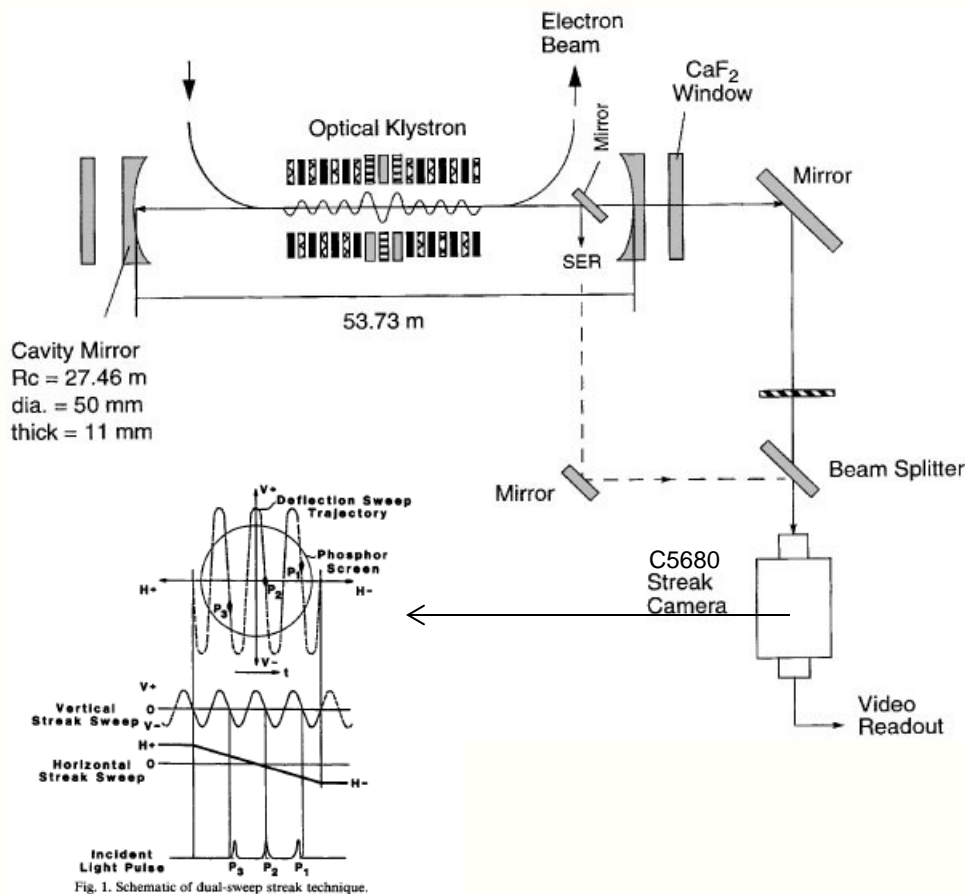 Electron
Beam
CaF2
Window
Optical Klystron
Mirror
Mirror
SER
53.73 m
Cavity Mirror
Rc = 27.46 m
dia. = 50 mm
thick = 11 mm
Mirror
Beam Splitter
C5680
Streak
Camera
Video
Readout
V+
Deflection Sweep
Trajectory
Phosphor
Screen
P1
H+
P2
H-
P3
V-
t
V+
Vertical
0
Streak Sweep
V-
H+
Horizontal
0
Streak Sweep
H-
Incident
Light Pulse
P3
P2
P1
Fig. 1. Schematic of dual-sweep streak technique.